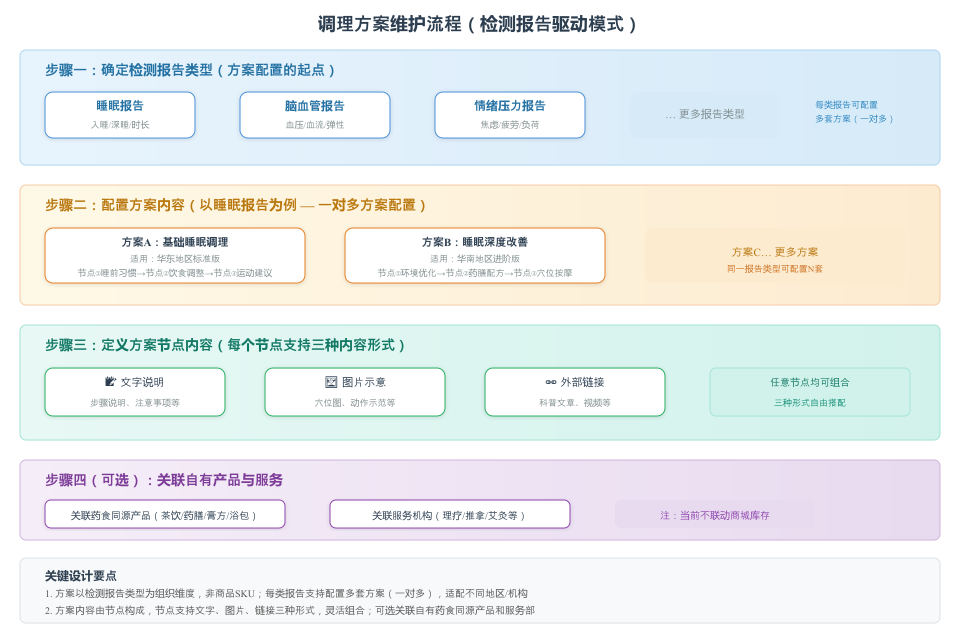 调理方案维护流程（检测报告驱动模式）
步骤一：确定检测报告类型（方案配置的起点）
睡眠报告
入睡/深睡/时长
脑血管报告
血压/血流/弹性
情绪压力报告
焦虑/疲劳/负荷
... 更多报告类型
每类报告可配置
多套方案（一对多）
步骤二：配置方案内容（以睡眠报告为例 — 一对多方案配置）
方案A：基础睡眠调理
适用：华东地区标准版
节点①睡前习惯→节点②饮食调整→节点③运动建议
方案B：睡眠深度改善
适用：华南地区进阶版
节点①环境优化→节点②药膳配方→节点③穴位按摩
方案C... 更多方案
同一报告类型可配置N套
步骤三：定义方案节点内容（每个节点支持三种内容形式）
📝 文字说明
步骤说明、注意事项等
🖼 图片示意
穴位图、动作示范等
🔗 外部链接
科普文章、视频等
任意节点均可组合
三种形式自由搭配
步骤四（可选）：关联自有产品与服务
关联药食同源产品（茶饮/药膳/膏方/浴包）
关联服务机构（理疗/推拿/艾灸等）
注：当前不联动商城库存
关键设计要点
1. 方案以检测报告类型为组织维度，非商品SKU；每类报告支持配置多套方案（一对多），适配不同地区/机构
2. 方案内容由节点构成，节点支持文字、图片、链接三种形式，灵活组合；可选关联自有药食同源产品和服务部